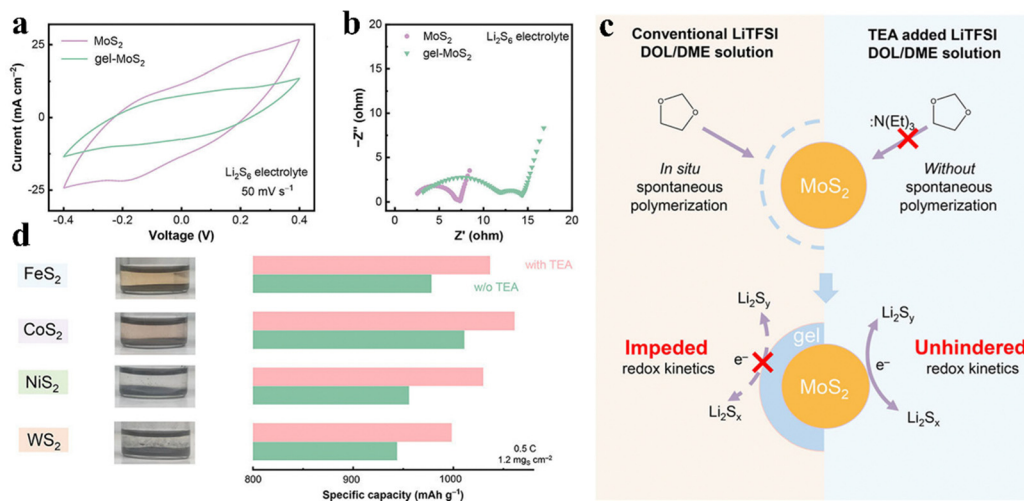 a
MoS₂
gel-MoS₂
Li₂S₆ electrolyte
50 mV s⁻¹
Current (mA cm⁻²)
25
0
-25
-0.4
-0.2
0.0
0.2
0.4
Voltage (V)
b
MoS₂
gel-MoS₂
Li₂S₆ electrolyte
−Z'' (ohm)
25
20
15
10
5
0
0
5
10
15
20
Z' (ohm)
c
Conventional LiTFSI
DOL/DME solution
TEA added LiTFSI
DOL/DME solution
O
O
:N(Et)₃
O
O
In situ
spontaneous
polymerization
MoS₂
Without
spontaneous
polymerization
Li₂Sy
gel
Li₂Sy
Impeded
redox kinetics
e⁻
MoS₂
e⁻
Unhindered
redox kinetics
Li₂Sx
Li₂Sx
d
FeS₂
CoS₂
NiS₂
WS₂
with TEA
w/o TEA
0.5 C
1.2 mgS cm⁻²
800
900
1000
Specific capacity (mAh g⁻¹)